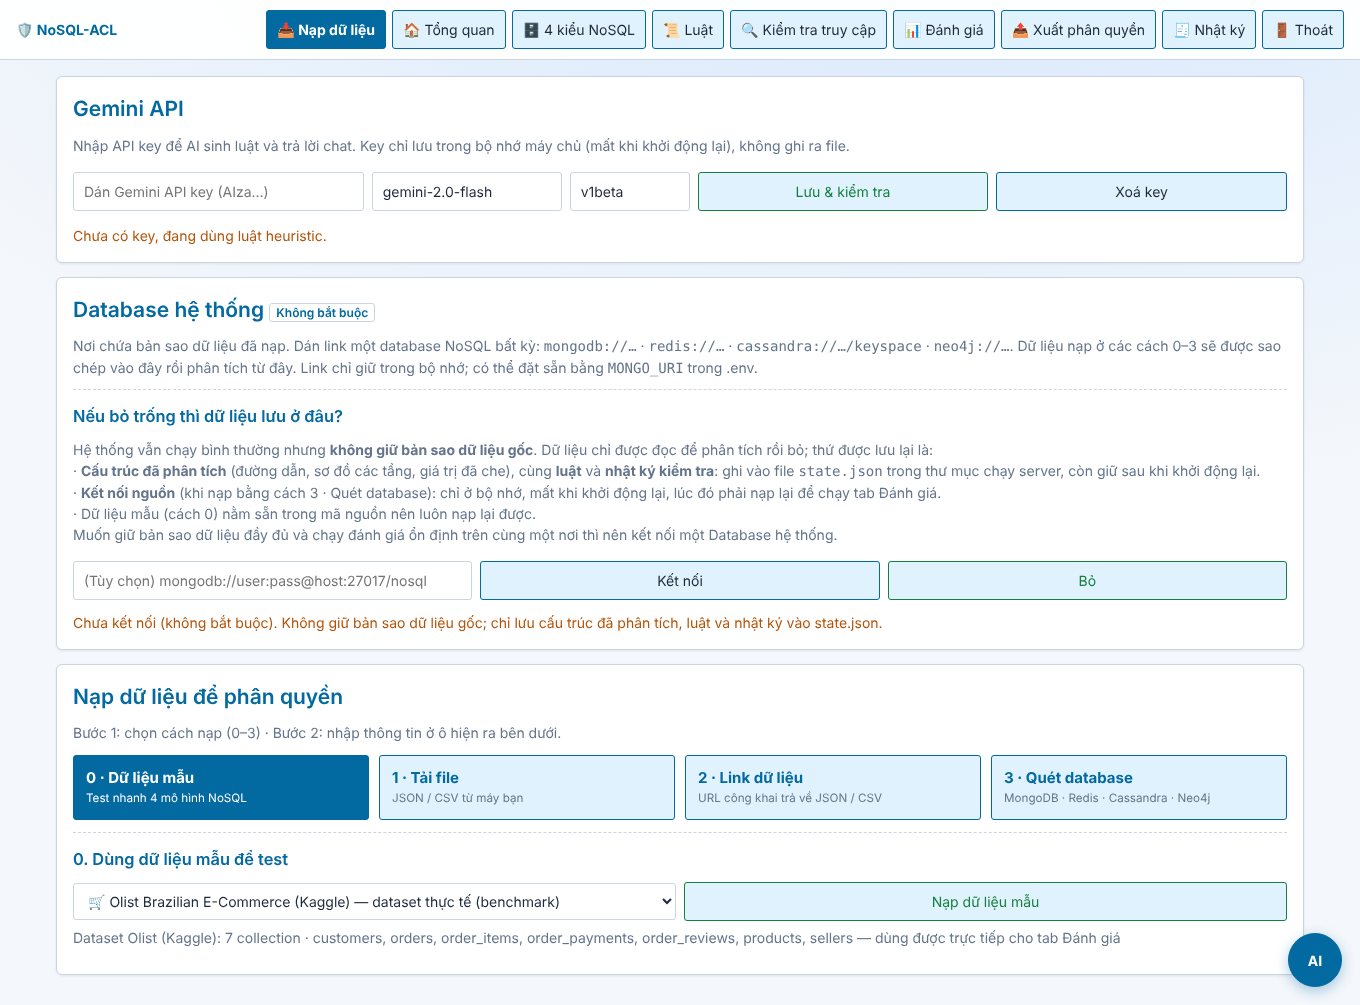 🛡️ NoSQL-ACL
📥 Nạp dữ liệu
🏠 Tổng quan
🗄️ 4 kiểu NoSQL
📜 Luật
🔍 Kiểm tra truy cập
📊 Đánh giá
📤 Xuất phân quyền
🧾 Nhật ký
🚪 Thoát
Gemini API
Nhập API key để AI sinh luật và trả lời chat. Key chỉ lưu trong bộ nhớ máy chủ (mất khi khởi động lại), không ghi ra file.
Dán Gemini API key (AIza...)
gemini-2.0-flash
v1beta
Lưu & kiểm tra
Xoá key
Chưa có key, đang dùng luật heuristic.
Database hệ thống Không bắt buộc
Nơi chứa bản sao dữ liệu đã nạp. Dán link một database NoSQL bất kỳ: mongodb://… · redis://… · cassandra://…/keyspace · neo4j://…. Dữ liệu nạp ở các cách 0–3 sẽ được sao
chép vào đây rồi phân tích từ đây. Link chỉ giữ trong bộ nhớ; có thể đặt sẵn bằng MONGO_URI trong .env.
Nếu bỏ trống thì dữ liệu lưu ở đâu?
Hệ thống vẫn chạy bình thường nhưng không giữ bản sao dữ liệu gốc. Dữ liệu chỉ được đọc để phân tích rồi bỏ; thứ được lưu lại là:
· Cấu trúc đã phân tích (đường dẫn, sơ đồ các tầng, giá trị đã che), cùng luật và nhật ký kiểm tra: ghi vào file state.json trong thư mục chạy server, còn giữ sau khi khởi động lại.
· Kết nối nguồn (khi nạp bằng cách 3 · Quét database): chỉ ở bộ nhớ, mất khi khởi động lại, lúc đó phải nạp lại để chạy tab Đánh giá.
· Dữ liệu mẫu (cách 0) nằm sẵn trong mã nguồn nên luôn nạp lại được.
Muốn giữ bản sao dữ liệu đầy đủ và chạy đánh giá ổn định trên cùng một nơi thì nên kết nối một Database hệ thống.
(Tùy chọn) mongodb://user:pass@host:27017/nosql
Kết nối
Bỏ
Chưa kết nối (không bắt buộc). Không giữ bản sao dữ liệu gốc; chỉ lưu cấu trúc đã phân tích, luật và nhật ký vào state.json.
Nạp dữ liệu để phân quyền
Bước 1: chọn cách nạp (0–3) · Bước 2: nhập thông tin ở ô hiện ra bên dưới.
0 · Dữ liệu mẫu
Test nhanh 4 mô hình NoSQL
1 · Tải file
JSON / CSV từ máy bạn
2 · Link dữ liệu
URL công khai trả về JSON / CSV
3 · Quét database
MongoDB · Redis · Cassandra · Neo4j
0. Dùng dữ liệu mẫu để test
🛒 Olist Brazilian E-Commerce (Kaggle) — dataset thực tế (benchmark)
Nạp dữ liệu mẫu
Dataset Olist (Kaggle): 7 collection · customers, orders, order_items, order_payments, order_reviews, products, sellers — dùng được trực tiếp cho tab Đánh giá
AI